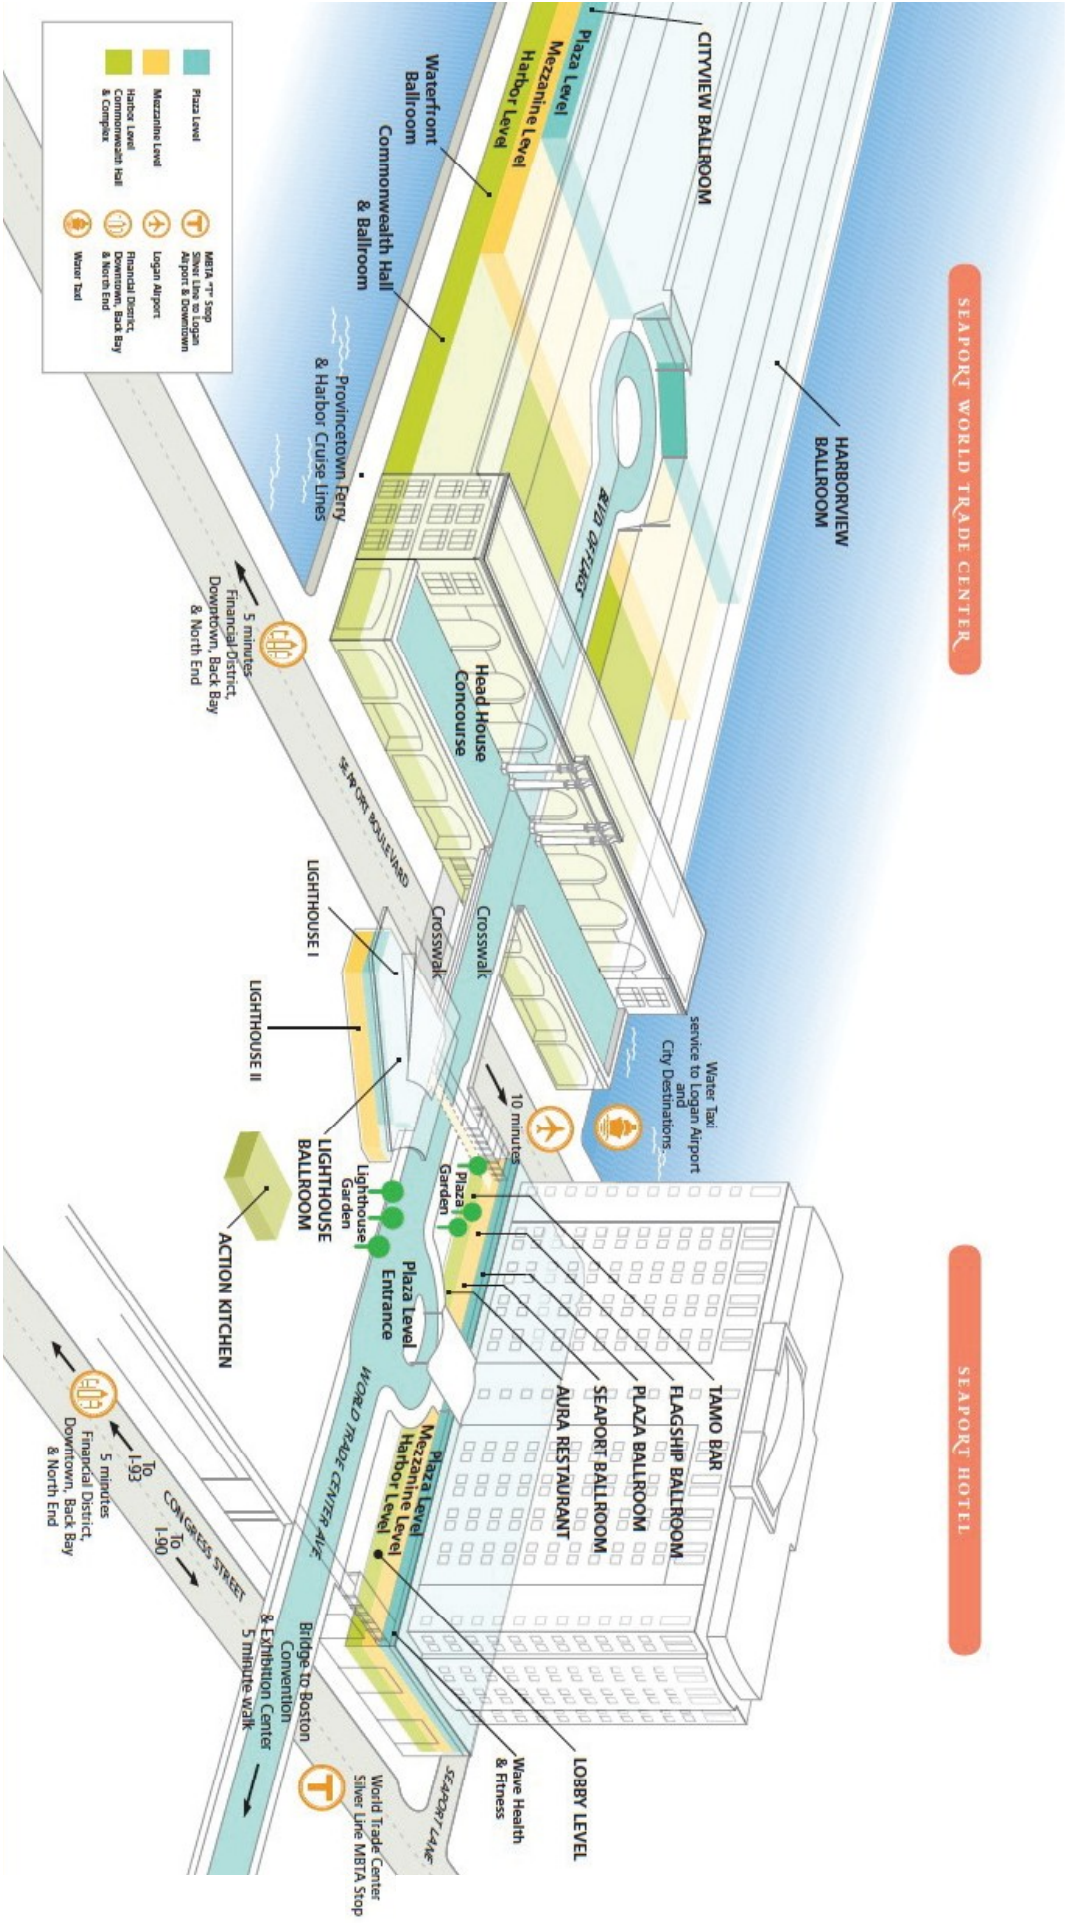 SEAPORT WORLD TRADE CENTER
SEAPORT HOTEL
CITYVIEW BALLROOM
Plaza Level
Mezzanine Level
Harbor Level
Waterfront
Ballroom
Commonwealth Hall
& Ballroom
HARBORVIEW
BALLROOM
BLVD OF FLAGS
Provincetown Ferry
& Harbor Cruise Lines
Head House
Concourse
5 minutes
Financial District,
Downtown, Back Bay
& North End
SEAPORT BOULEVARD
Crosswalk
Crosswalk
LIGHTHOUSE I
LIGHTHOUSE II
LIGHTHOUSE
BALLROOM
ACTION KITCHEN
Lighthouse
Garden
Plaza
Garden
Water Taxi
service to Logan Airport
and
City Destinations
10 minutes
Plaza Level
Entrance
TAMO BAR
FLAGSHIP BALLROOM
PLAZA BALLROOM
SEAPORT BALLROOM
AURA RESTAURANT
Plaza Level
Mezzanine Level
Harbor Level
WORLD TRADE CENTER AVE.
LOBBY LEVEL
Wave Health
& Fitness
SEAPORT LANE
CONGRESS STREET
To
I-93
To
I-90
5 minutes
Financial District,
Downtown, Back Bay
& North End
Bridge to Boston
Convention
& Exhibition Center
5 minute walk
T
World Trade Center
Silver Line MBTA Stop
Plaza Level
Mezzanine Level
Harbor Level
Commonwealth Hall
& Complex
T
MBTA "T" Stop
Silver Line to Logan
Airport & Downtown
Logan Airport
Financial District,
Downtown, Back Bay
& North End
Water Taxi